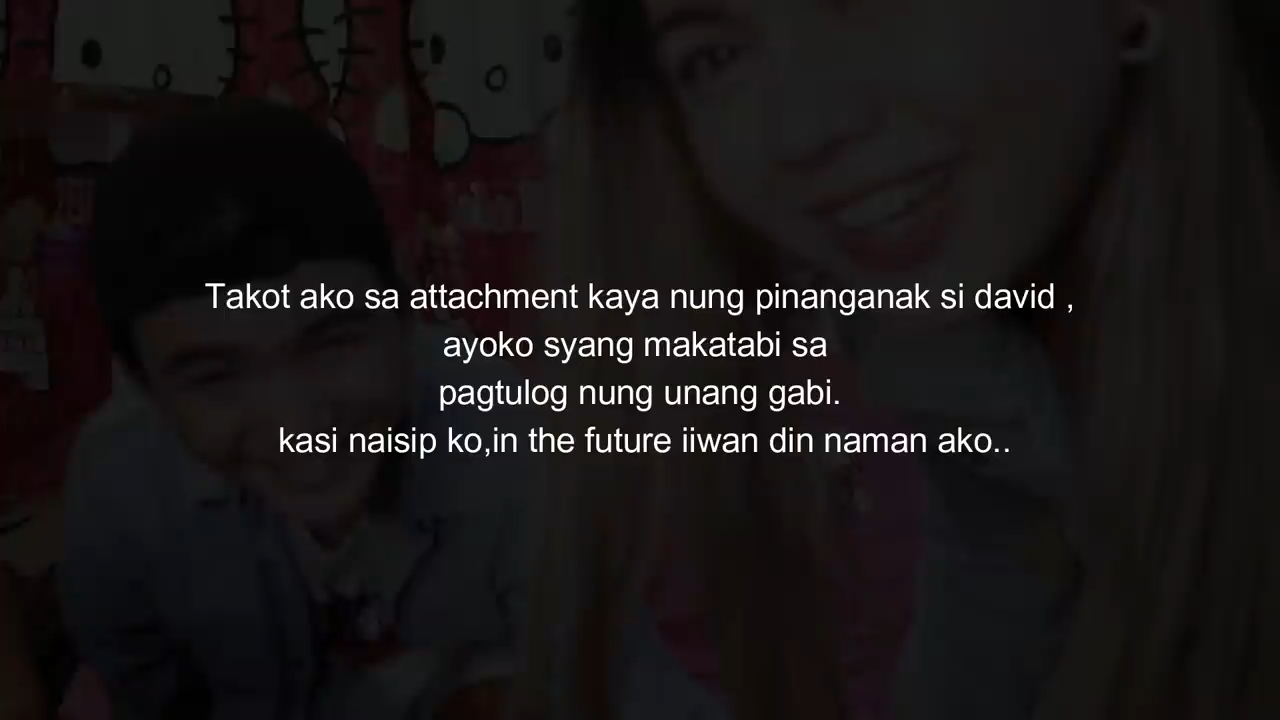 Takot ako sa attachment kaya nung pinanganak si david ,
ayoko syang makatabi sa
pagtulog nung unang gabi.
kasi naisip ko,in the future iiwan din naman ako..